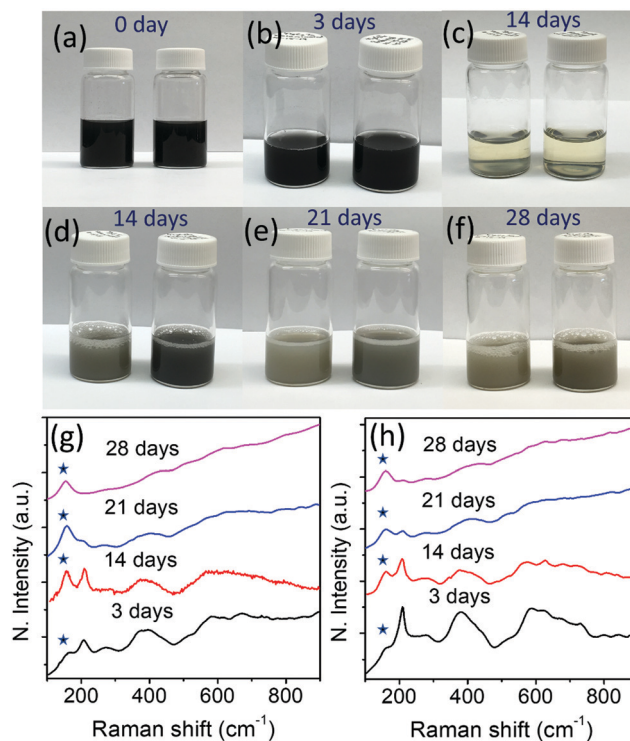 (a) 0 day
(b) 3 days
(c) 14 days
(d) 14 days
(e) 21 days
(f) 28 days
(g)
28 days
21 days
14 days
3 days
N. Intensity (a.u.)
200 400 600 800
Raman shift (cm⁻¹)
(h)
28 days
21 days
14 days
3 days
N. Intensity (a.u.)
200 400 600 800
Raman shift (cm⁻¹)